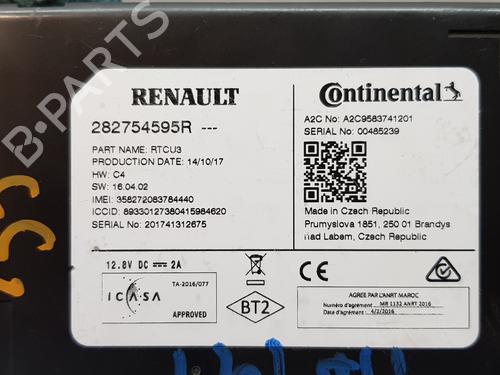 B-PARTS
RENAULT
Continental
282754595R ---
A2C No: A2C9583741201
SERIAL No: 00485239
PART NAME: RTCU3
PRODUCTION DATE: 14/10/17
HW: C4
SW: 16.04.02
IMEI: 358272083784440
ICCID: 89330127380415984620
SERIAL No: 201741312675
Made in Czech Republic
Prumyslova 1851, 250 01 Brandys
nad Labem, Czech Republic
12.8V DC 2A
ICASA
TA-2016/077
APPROVED
BT2
CE
AGREE PAR L'ANRT MAROC
Numéro d'agrément: MR 1132 ANRT 2016
Date d'agrément: 4/2/2016